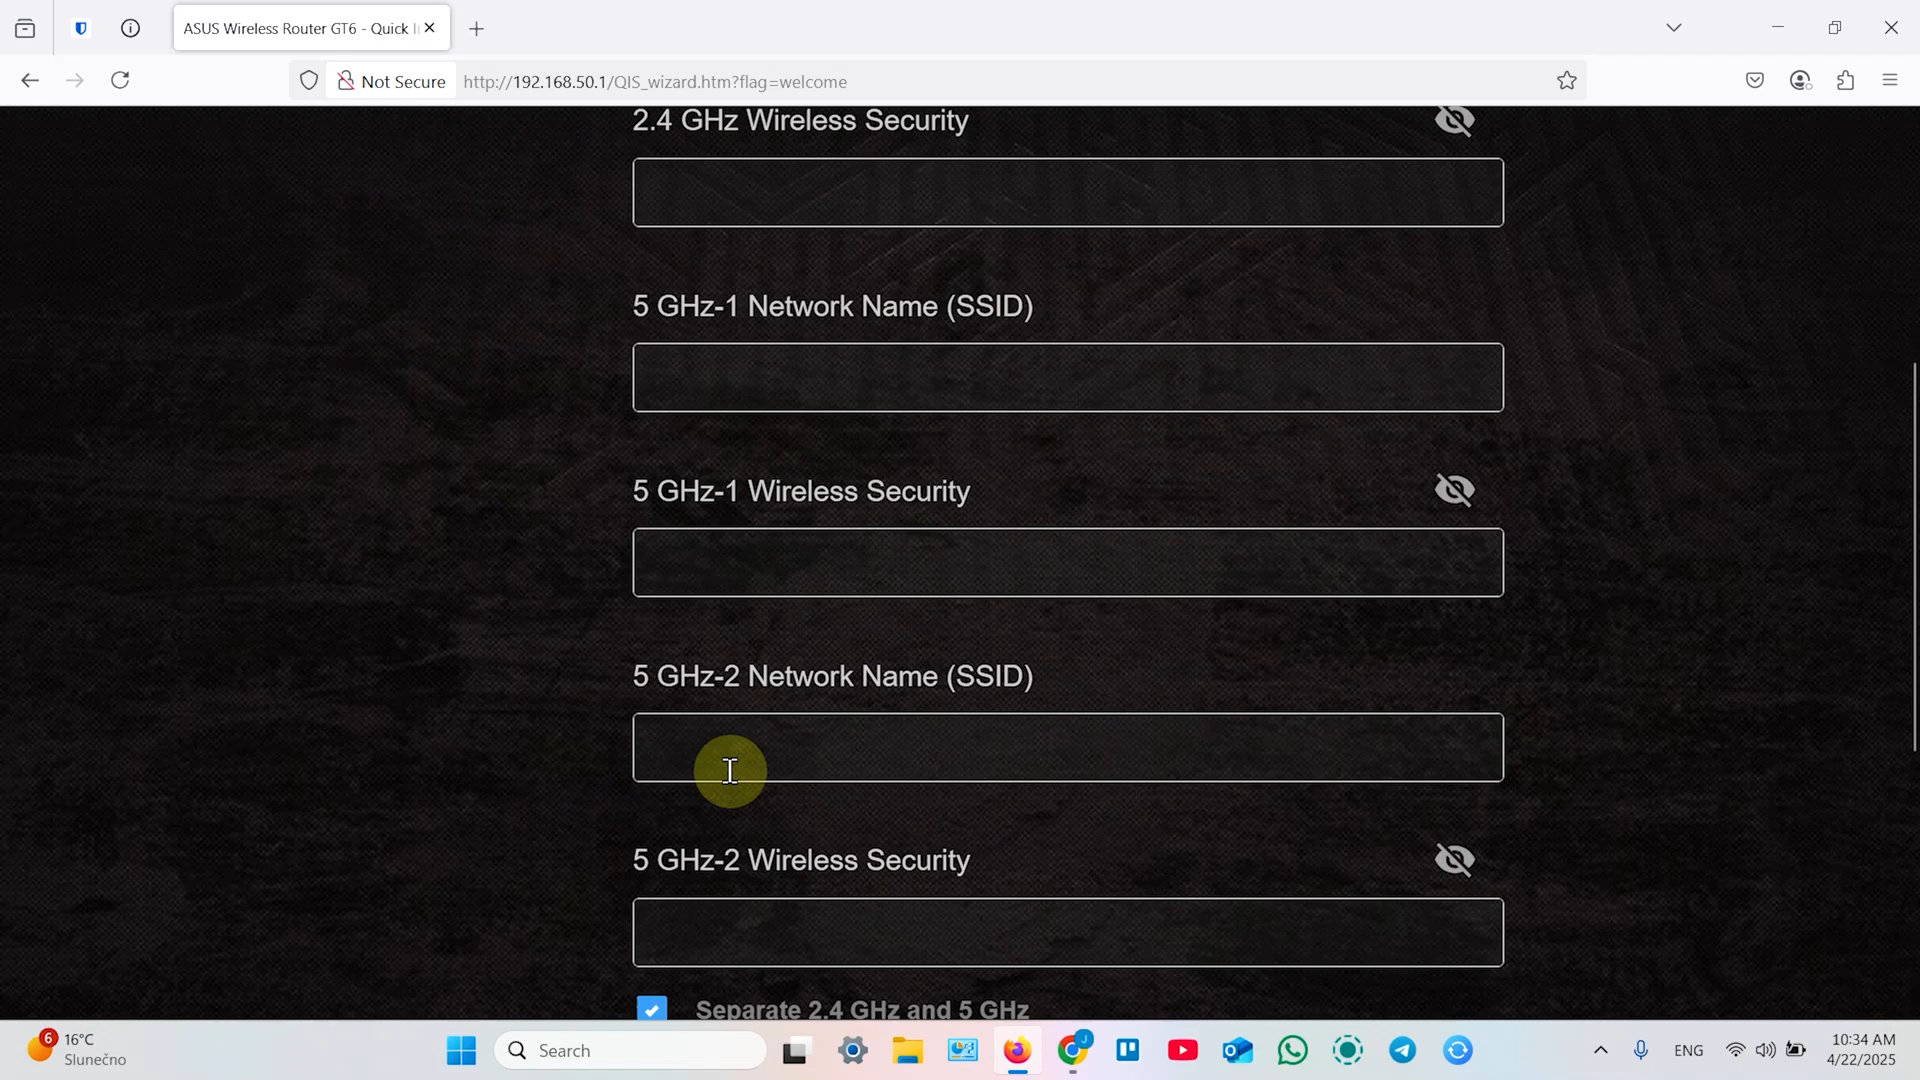 ASUS Wireless Router GT6 - Quick I
Not Secure
http://192.168.50.1/QIS_wizard.htm?flag=welcome
2.4 GHz Wireless Security
5 GHz-1 Network Name (SSID)
5 GHz-1 Wireless Security
5 GHz-2 Network Name (SSID)
5 GHz-2 Wireless Security
Separate 2.4 GHz and 5 GHz
6
16°C
Slunečno
Search
J
ENG
10:34 AM
4/22/2025